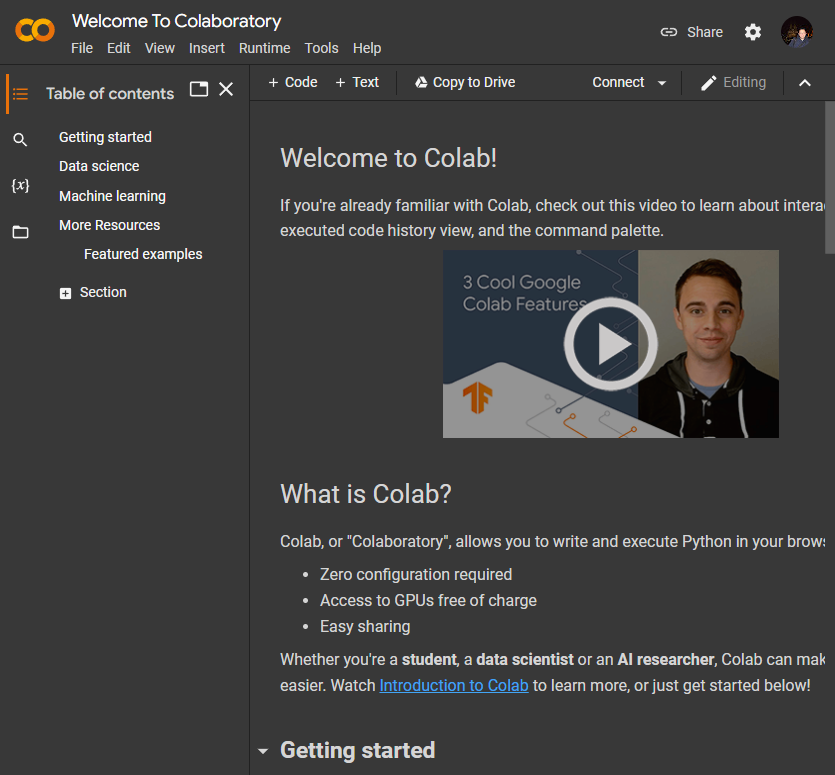 Welcome To Colaboratory
File Edit View Insert Runtime Tools Help
Share
Table of contents
Getting started
Data science
Machine learning
More Resources
Featured examples
Section
{x}
+ Code + Text Copy to Drive Connect Editing
Welcome to Colab!
If you're already familiar with Colab, check out this video to learn about interac
executed code history view, and the command palette.
3 Cool Google
Colab Features
What is Colab?
Colab, or "Colaboratory", allows you to write and execute Python in your brows
• Zero configuration required
• Access to GPUs free of charge
• Easy sharing
Whether you're a student, a data scientist or an AI researcher, Colab can mak
easier. Watch Introduction to Colab to learn more, or just get started below!
Getting started